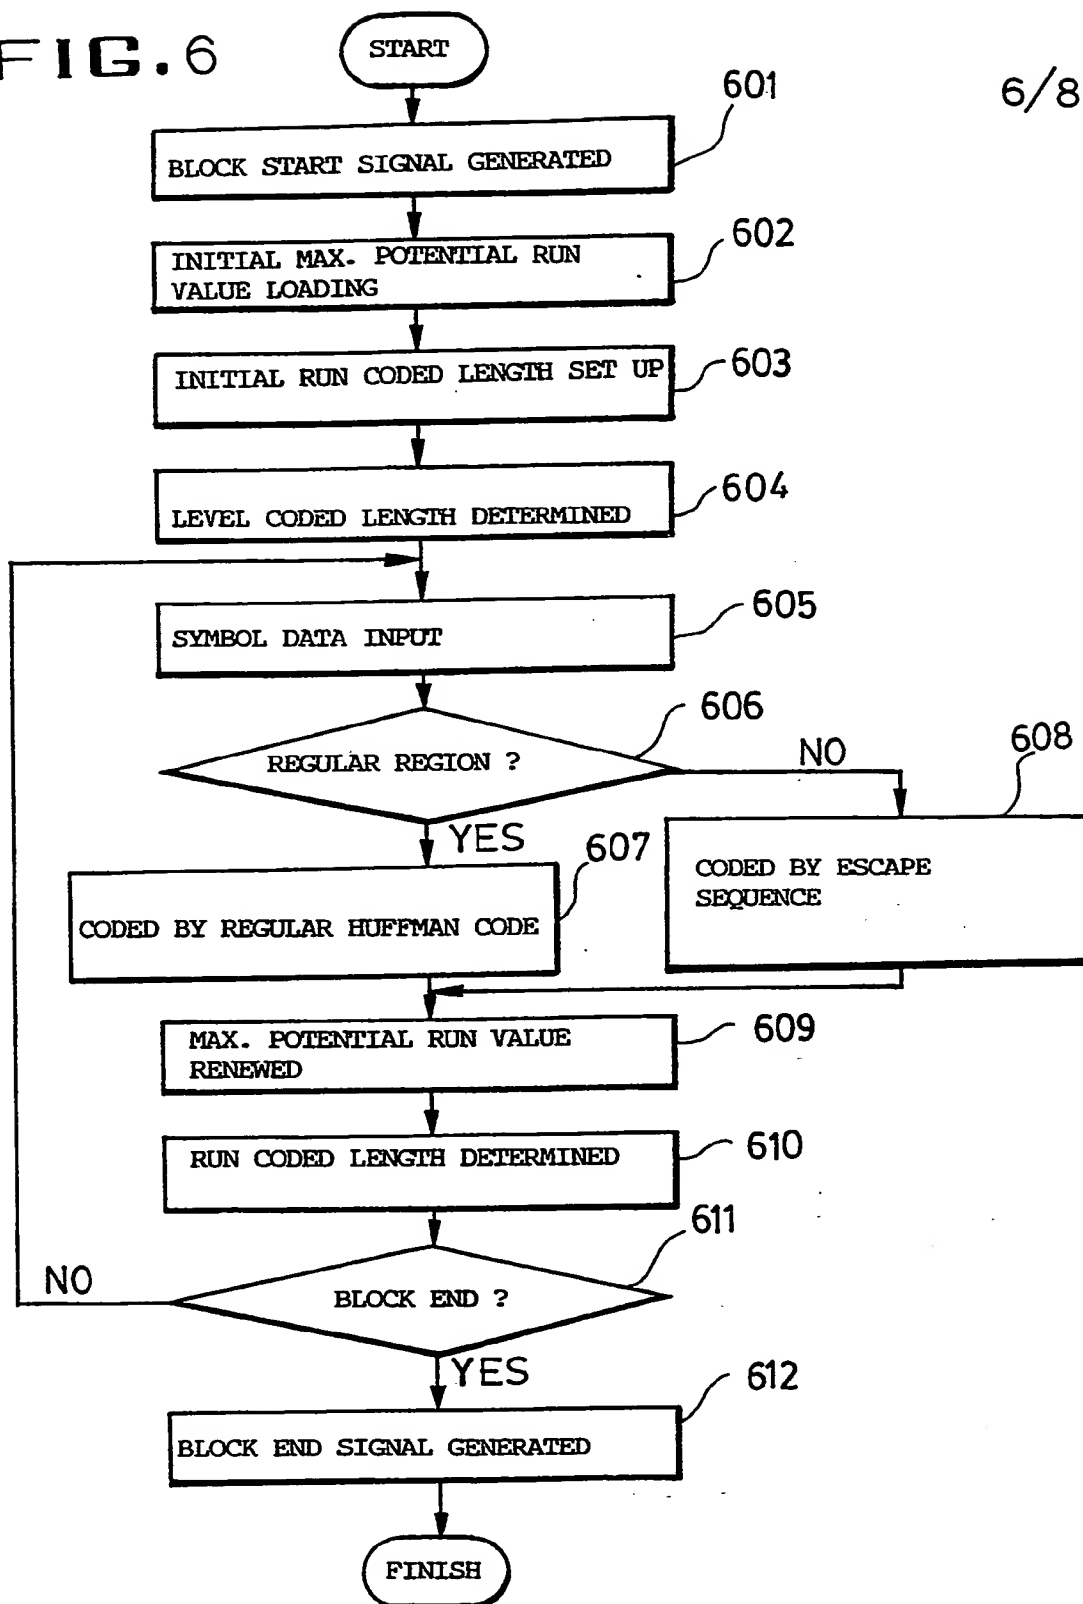 FIG.6
START
6/8
601
BLOCK START SIGNAL GENERATED
602
INITIAL MAX. POTENTIAL RUN
VALUE LOADING
603
INITIAL RUN CODED LENGTH SET UP
604
LEVEL CODED LENGTH DETERMINED
605
SYMBOL DATA INPUT
606
REGULAR REGION ?
NO
608
YES
607
CODED BY ESCAPE
SEQUENCE
CODED BY REGULAR HUFFMAN CODE
609
MAX. POTENTIAL RUN VALUE
RENEWED
610
RUN CODED LENGTH DETERMINED
611
NO
BLOCK END ?
YES
612
BLOCK END SIGNAL GENERATED
FINISH